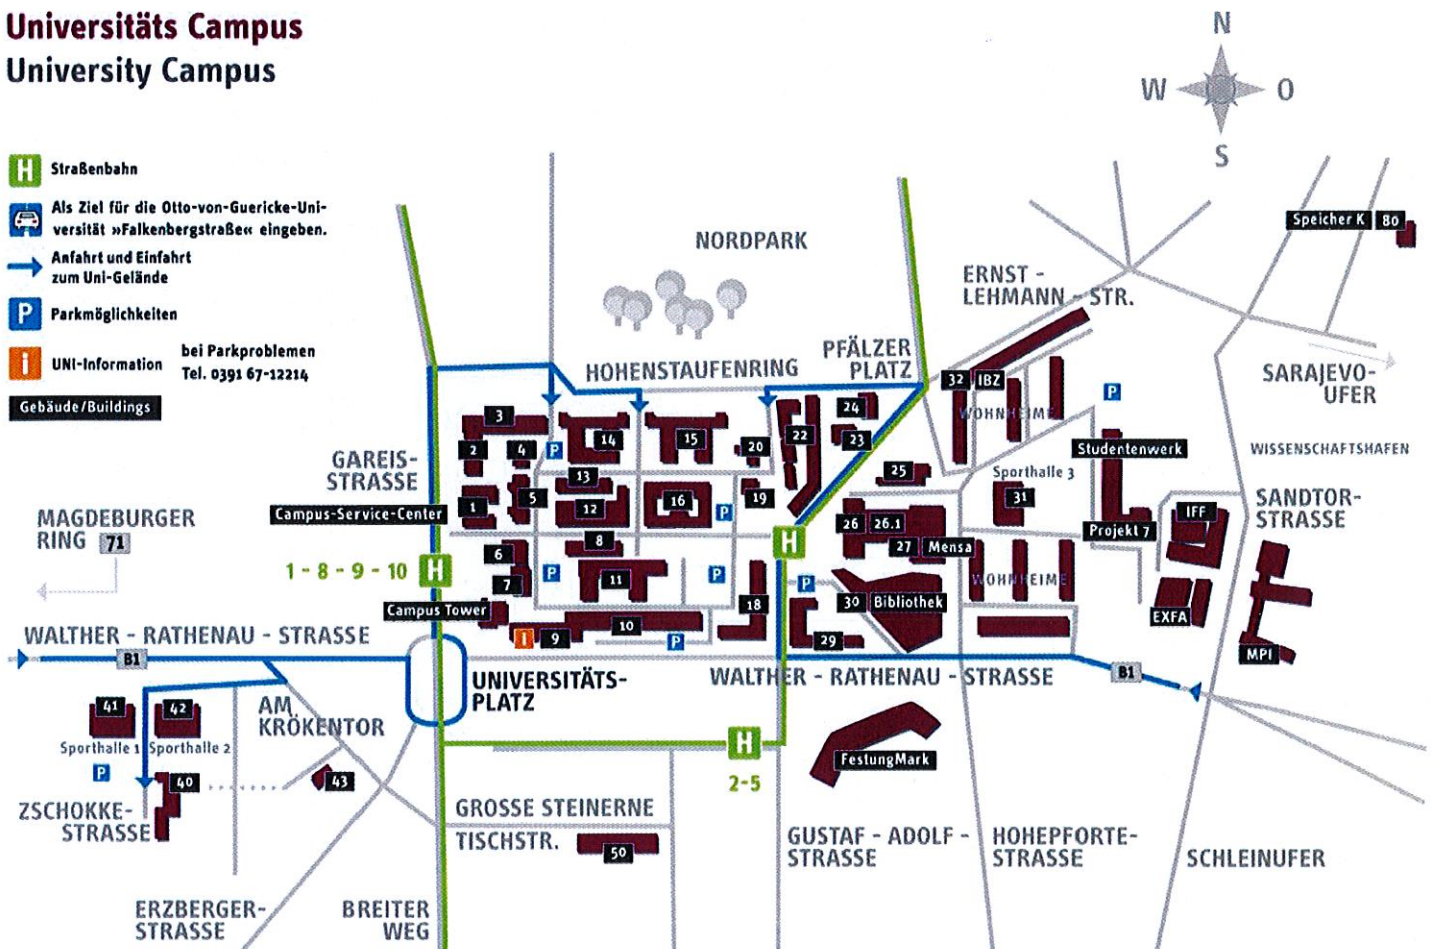 Universitäts Campus
University Campus
N
W
O
S
H
Straßenbahn
Als Ziel für die Otto-von-Guericke-Uni-
versität »Falkenbergstraße« eingeben.
Anfahrt und Einfahrt
zum Uni-Gelände
P
Parkmöglichkeiten
i
UNI-Information
bei Parkproblemen
Tel. 0391 67-12214
Gebäude/Buildings
Speicher K
80
NORDPARK
ERNST -
LEHMANN - STR.
PFÄLZER
PLATZ
HOHENSTAUFENRING
SARAJEVO-
UFER
32
IBZ
P
WOHNHEIME
3
14
15
22
24
23
2
4
P
20
Studentenwerk
WISSENSCHAFTSHAFEN
GAREIS-
STRASSE
13
25
Sporthalle 3
5
16
19
31
SANDTOR-
STRASSE
Campus-Service-Center
1
12
P
26
26.1
IFF
MAGDEBURGER
RING
71
Projekt 7
6
8
H
27
Mensa
1 - 8 - 9 - 10
H
7
P
11
P
P
WOHNHEIME
Campus Tower
18
30
Bibliothek
EXFA
i
9
10
P
29
WALTHER - RATHENAU - STRASSE
B1
MPI
UNIVERSITÄTS-
PLATZ
WALTHER - RATHENAU - STRASSE
B1
41
42
AM
KRÖKENTOR
Sporthalle 1
Sporthalle 2
P
40
43
H
2-5
FestungMark
ZSCHOKKE-
STRASSE
GROSSE STEINERNE
TISCHSTR.
50
GUSTAF - ADOLF -
STRASSE
HOHEPFORTE-
STRASSE
SCHLEINUFER
ERZBERGER-
STRASSE
BREITER
WEG